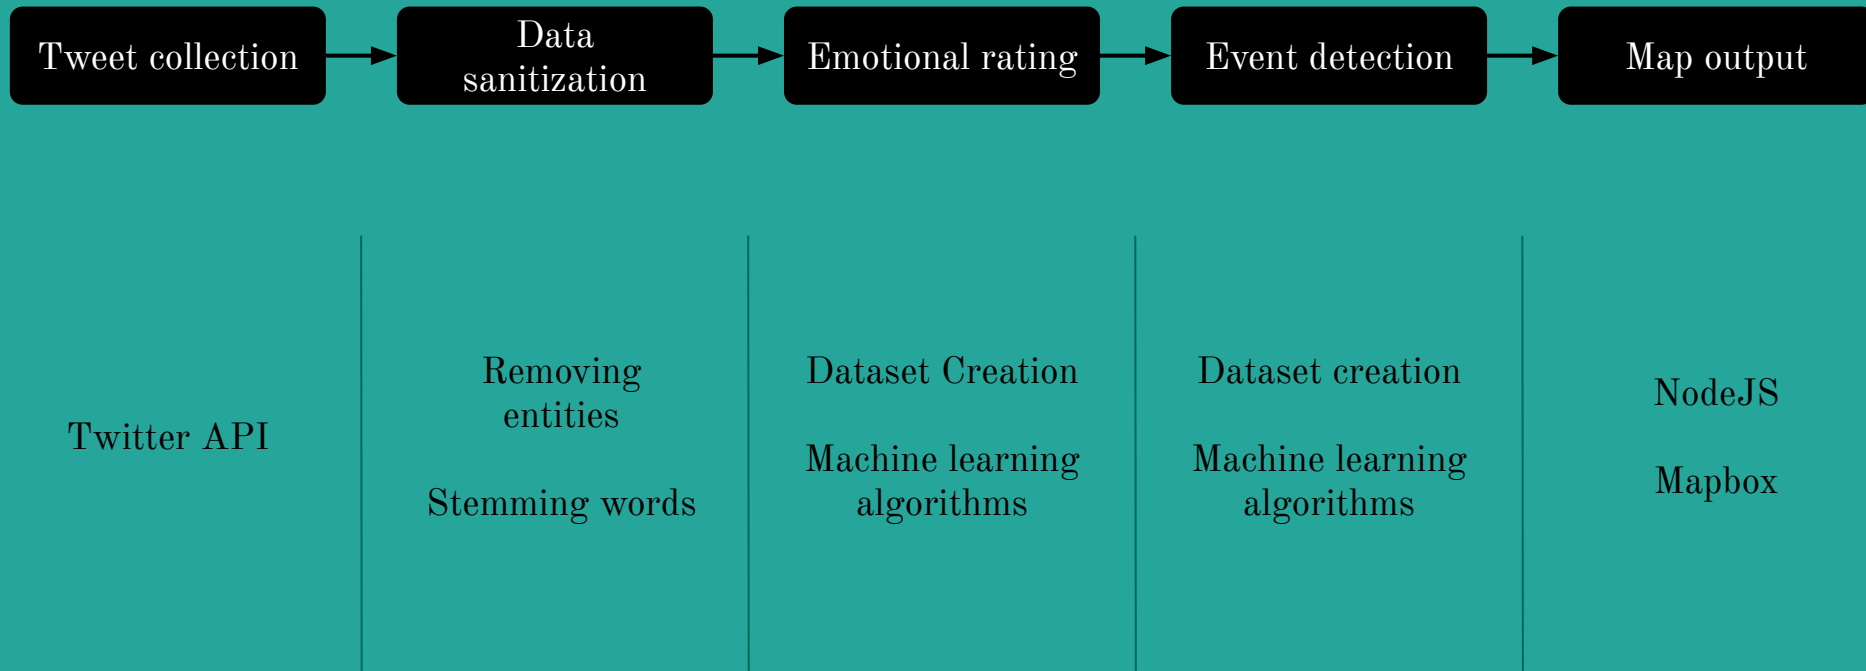 Tweet collection
Data
sanitization
Emotional rating
Event detection
Map output
Twitter API
Removing
entities
Stemming words
Dataset Creation
Machine learning
algorithms
Dataset creation
Machine learning
algorithms
NodeJS
Mapbox